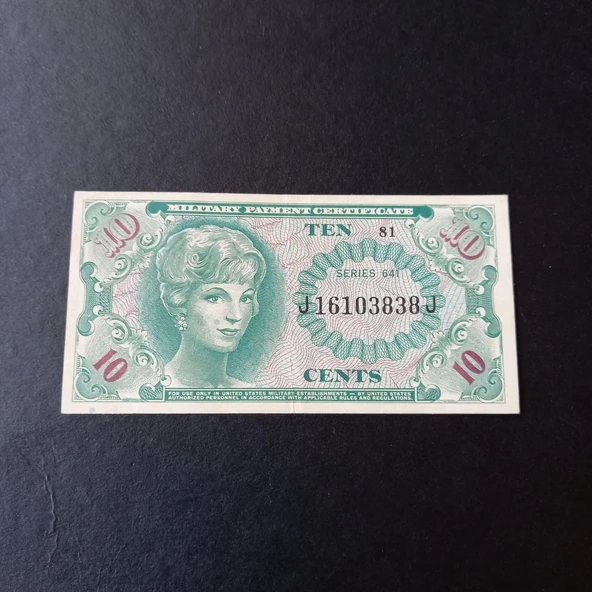 MILITARY PAYMENT CERTIFICATE
10 TEN 81 10
SERIES 641
J16103838J
10 CENTS 10
FOR USE ONLY IN UNITED STATES MILITARY ESTABLISHMENTS — BY UNITED STATES
AUTHORIZED PERSONNEL IN ACCORDANCE WITH APPLICABLE RULES AND REGULATIONS.